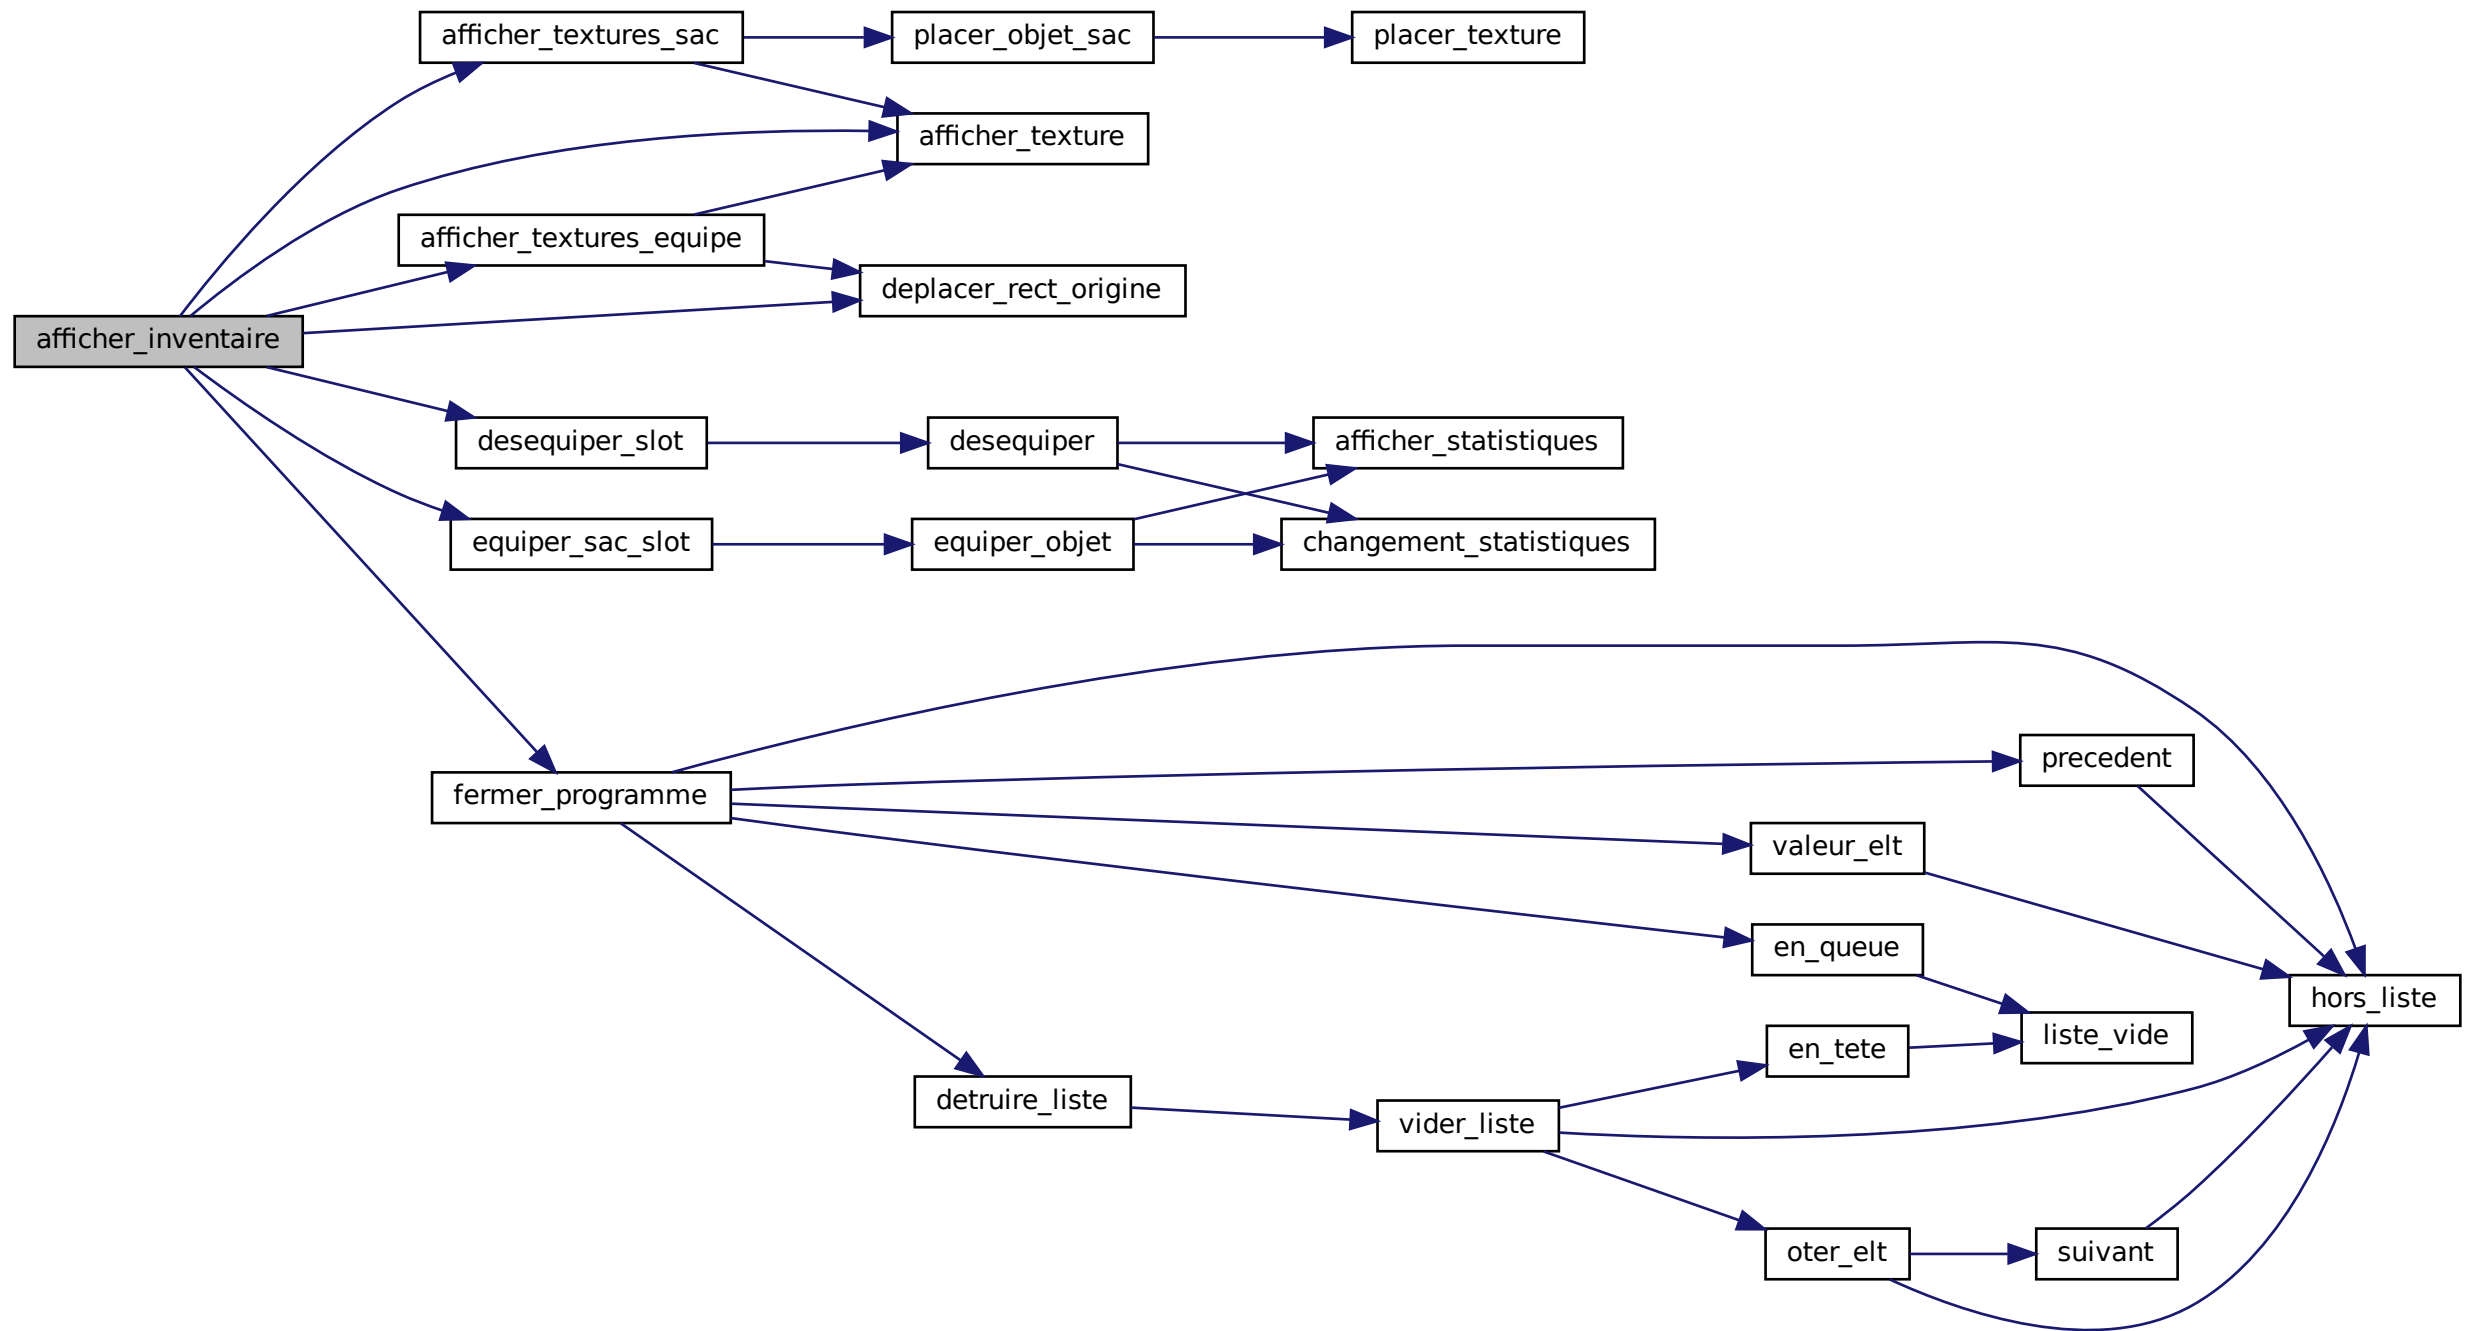 afficher_textures_sac
placer_objet_sac
placer_texture
afficher_texture
afficher_textures_equipe
deplacer_rect_origine
afficher_inventaire
desequiper_slot
desequiper
afficher_statistiques
equiper_sac_slot
equiper_objet
changement_statistiques
precedent
fermer_programme
valeur_elt
en_queue
hors_liste
liste_vide
en_tete
detruire_liste
vider_liste
oter_elt
suivant